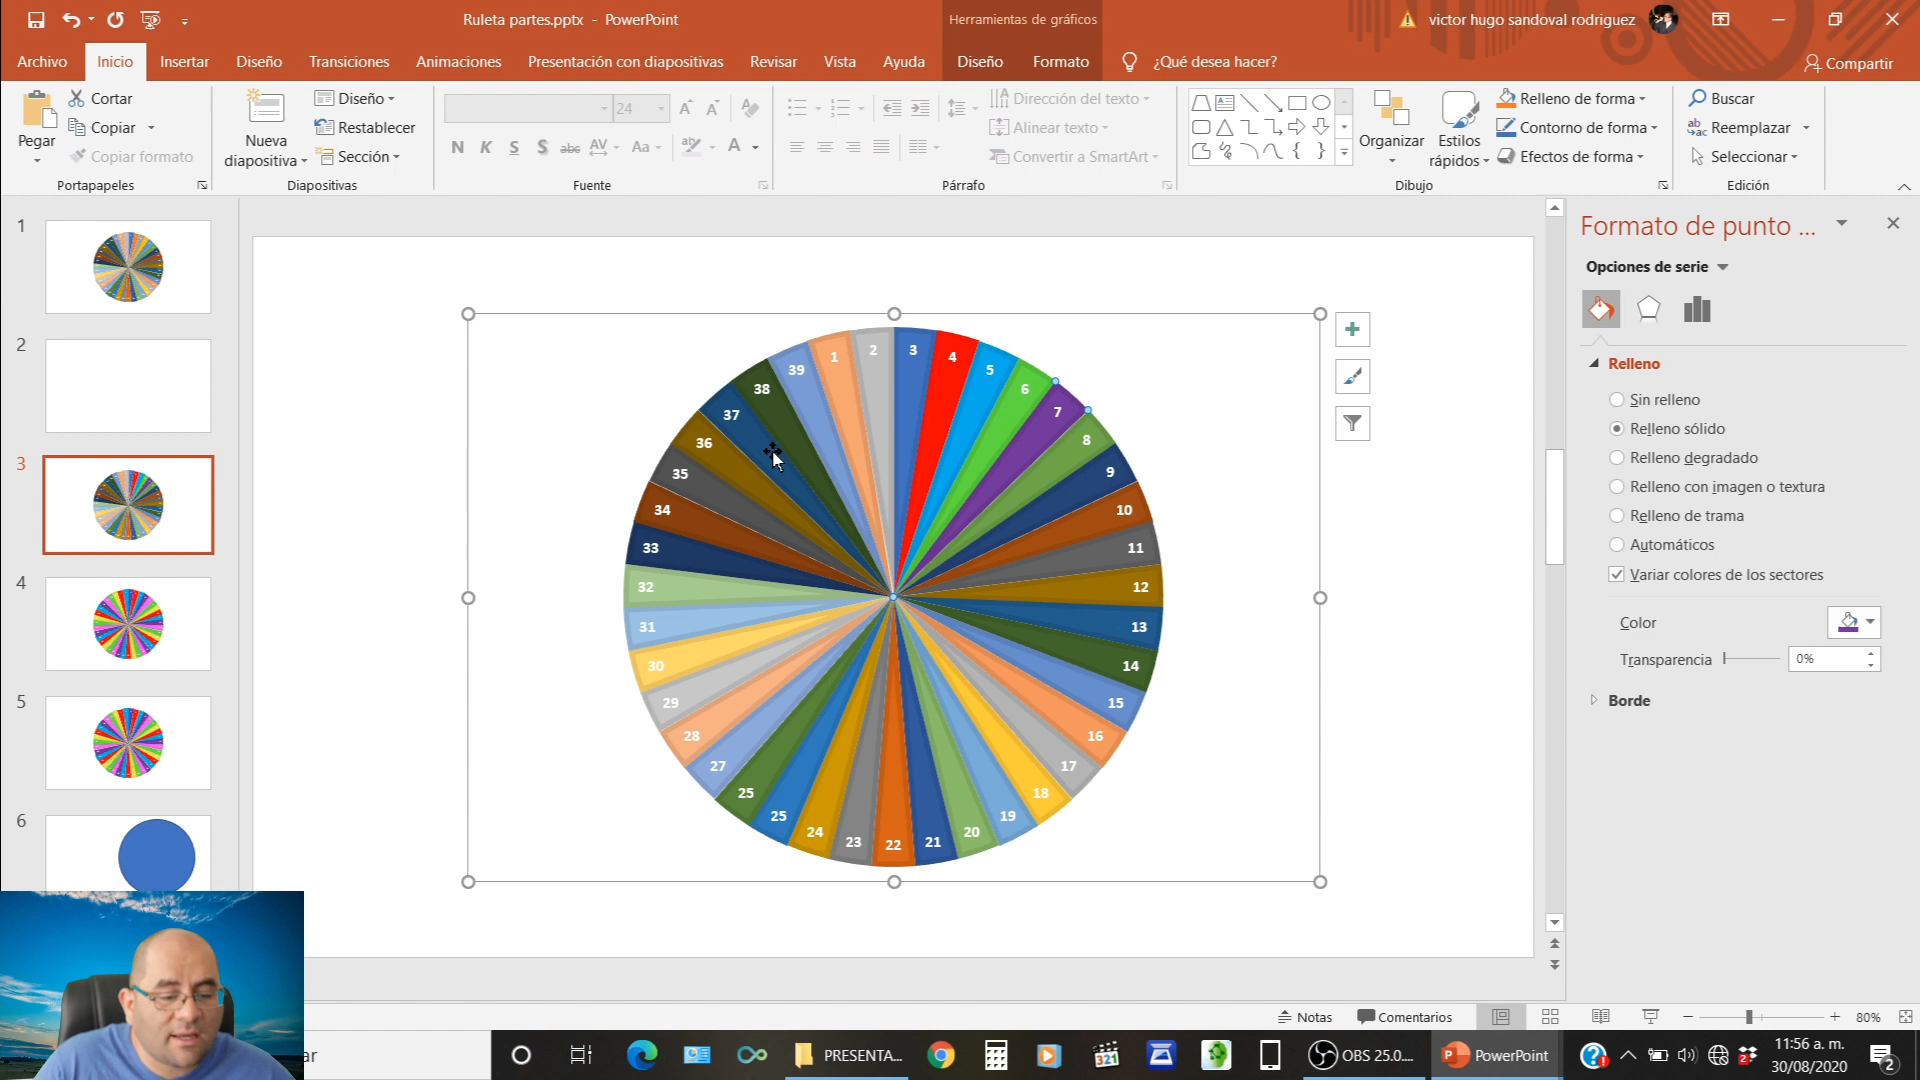 Ruleta partes.pptx - PowerPoint
Herramientas de gráficos
victor hugo sandoval rodriguez
Archivo Inicio Insertar Diseño Transiciones Animaciones Presentación con diapositivas Revisar Vista Ayuda Diseño Formato ¿Qué desea hacer? Compartir
Pegar
Cortar
Copiar
Copiar formato
Portapapeles
Nueva diapositiva
Diseño
Restablecer
Sección
Diapositivas
24
N K S S abc AV Aa A
Fuente
Dirección del texto
Alinear texto
Convertir a SmartArt
Párrafo
Organizar
Estilos rápidos
Relleno de forma
Contorno de forma
Efectos de forma
Dibujo
Buscar
Reemplazar
Seleccionar
Edición
1
2
3
4
5
6
1
2
3
4
5
6
7
8
9
10
11
12
13
14
15
16
17
18
19
20
21
22
23
24
25
25
27
28
29
30
31
32
33
34
35
36
37
38
39
Formato de punto ...
Opciones de serie
Relleno
Sin relleno
Relleno sólido
Relleno degradado
Relleno con imagen o textura
Relleno de trama
Automáticos
Variar colores de los sectores
Color
Transparencia 0%
Borde
Notas Comentarios 80%
ar
PRESENTA...
321
OBS 25.0....
PowerPoint
11:56 a. m.
30/08/2020
2
2